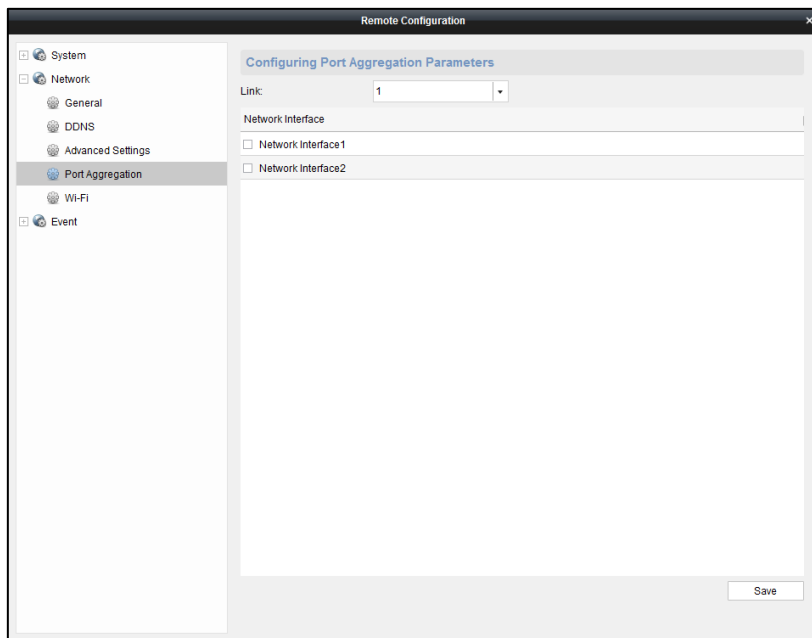 Remote Configuration
System
Network
General
DDNS
Advanced Settings
Port Aggregation
Wi-Fi
Event
Configuring Port Aggregation Parameters
Link: 1
Network Interface
Network Interface1
Network Interface2
Save